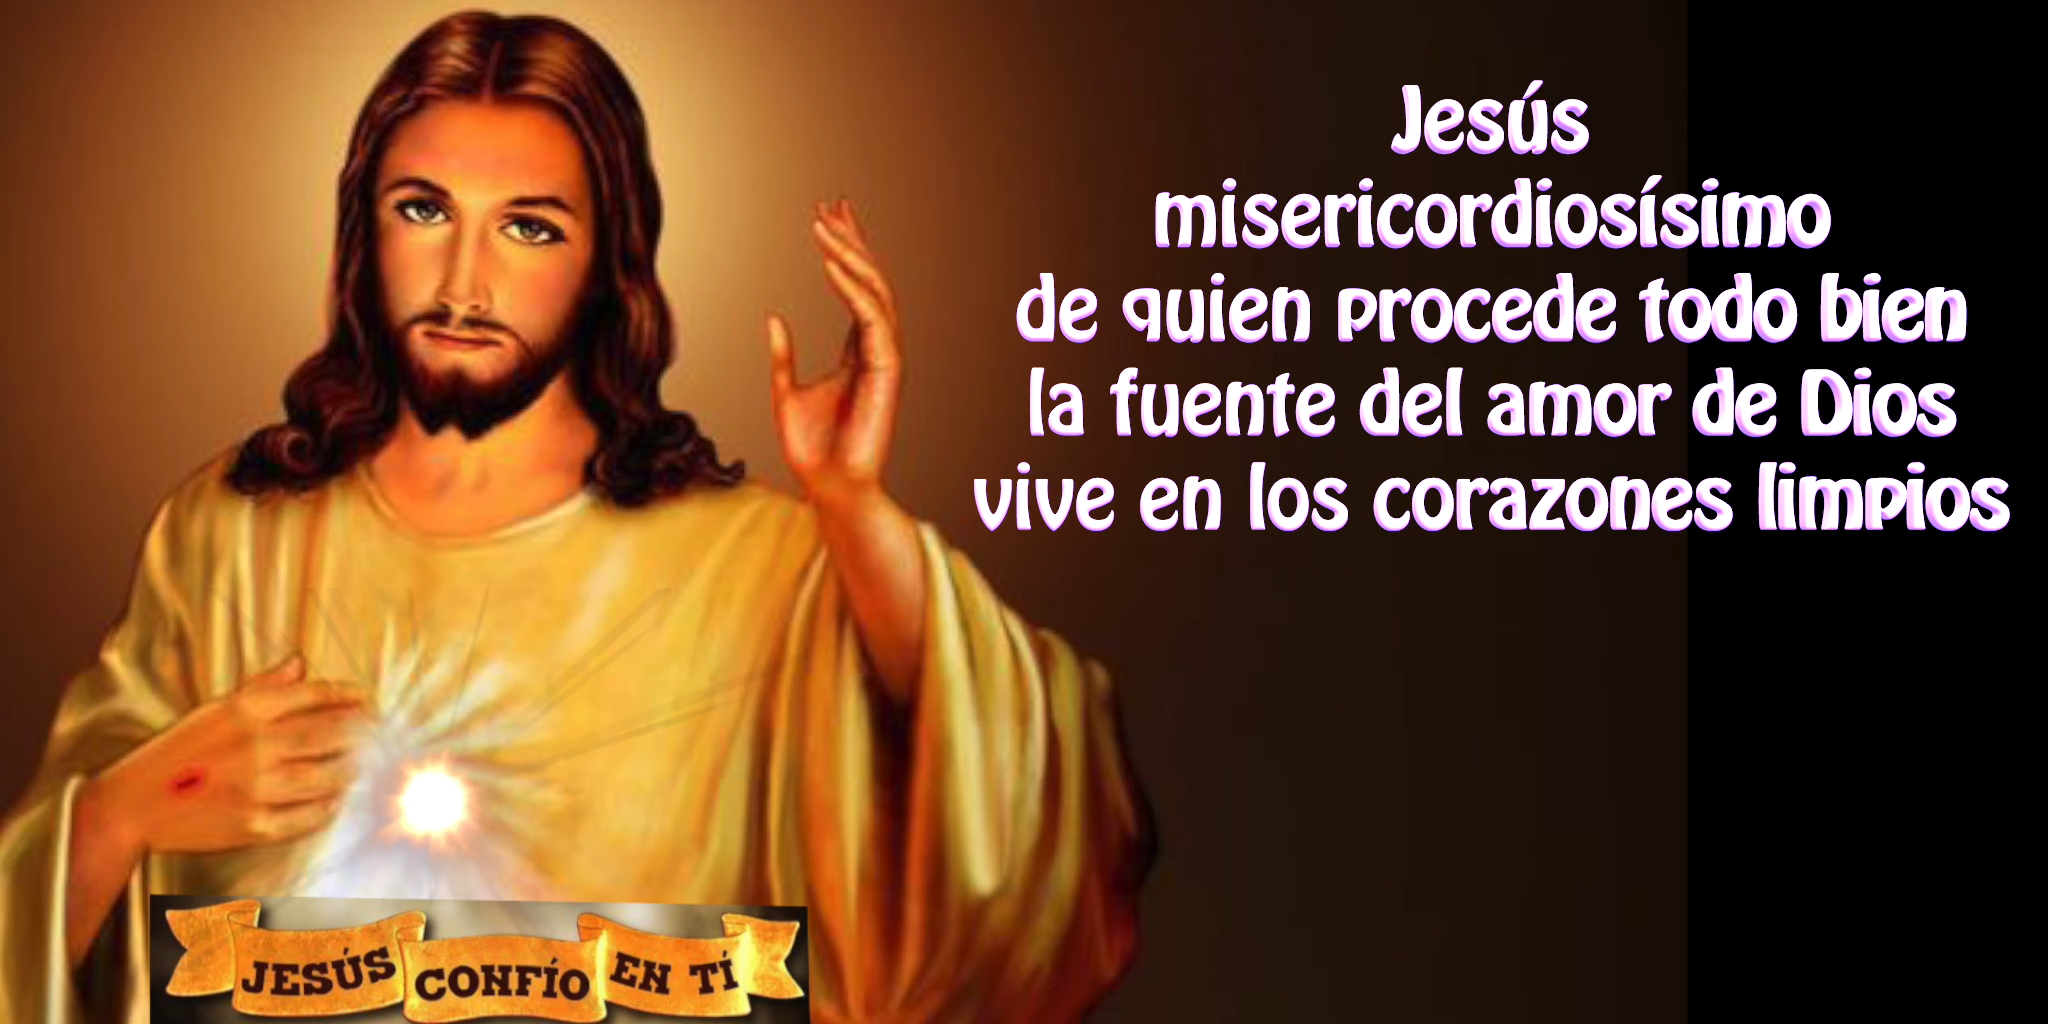 Jesús
misericordiosísimo
de quien procede todo bien
la fuente del amor de Dios
vive en los corazones limpios
JESÚS CONFÍO EN TÍ